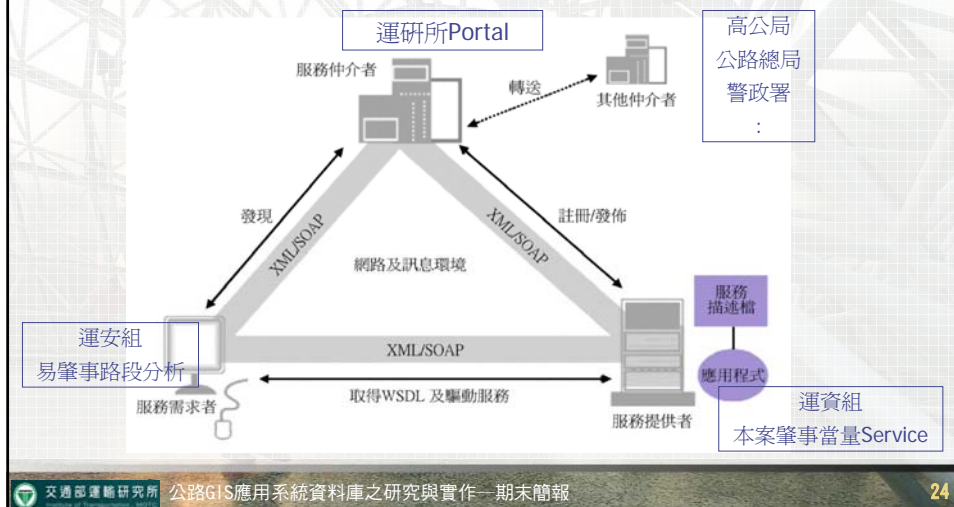 運研所Portal
高公局
公路總局
警政署
:
服務仲介者
轉送
其他仲介者
發現
XML/SOAP
XML/SOAP
註冊/發佈
網路及訊息環境
服務
描述檔
運安組
易肇事路段分析
XML/SOAP
應用程式
取得WSDL 及驅動服務
服務需求者
服務提供者
運資組
本案肇事當量Service
交通部運輸研究所
公路GIS應用系統資料庫之研究與實作—期末簡報
24